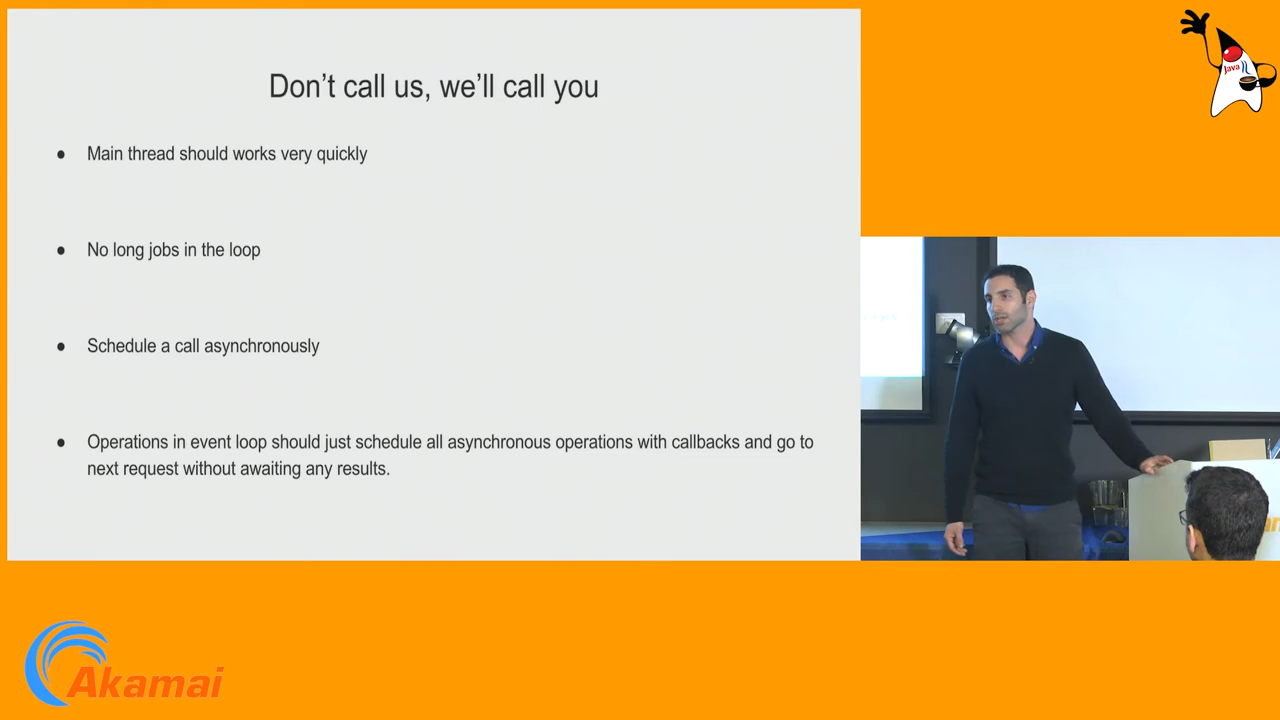 Don't call us, we'll call you
● Main thread should works very quickly
● No long jobs in the loop
● Schedule a call asynchronously
● Operations in event loop should just schedule all asynchronous operations with callbacks and go to
next request without awaiting any results.
Java
Akamai